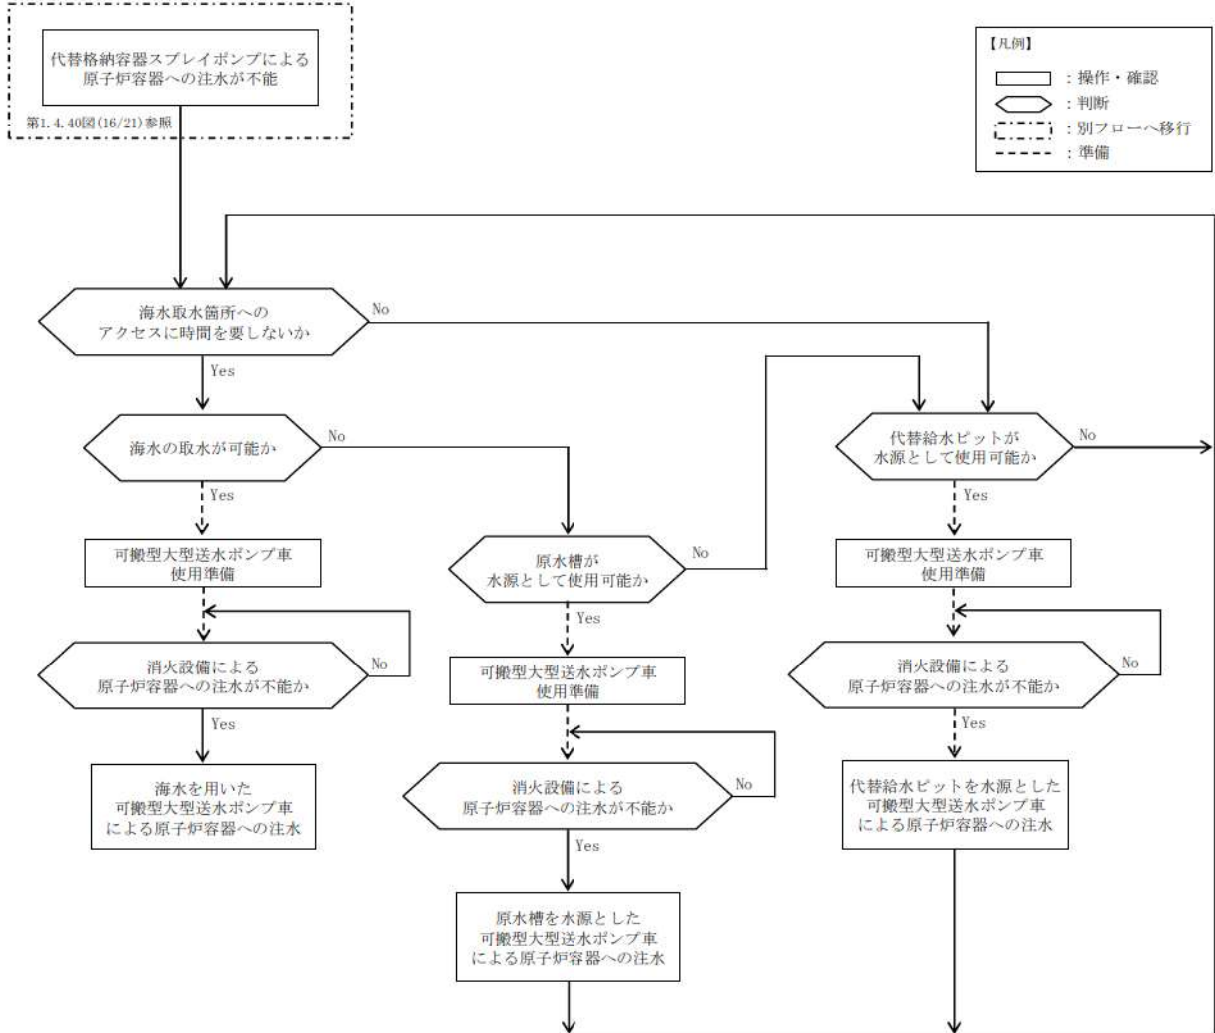 代替格納容器スプレイポンプによる
原子炉容器への注水が不能
第1.4.40図(16/21)参照
【凡例】
：操作・確認
：判断
：別フローへ移行
：準備
海水取水箇所への
アクセスに時間を要しないか
No
Yes
海水の取水が可能か
No
Yes
代替給水ピットが
水源として使用可能か
No
Yes
可搬型大型送水ポンプ車
使用準備
原水槽が
水源として使用可能か
No
Yes
可搬型大型送水ポンプ車
使用準備
消火設備による
原子炉容器への注水が不能か
No
Yes
可搬型大型送水ポンプ車
使用準備
消火設備による
原子炉容器への注水が不能か
No
Yes
海水を用いた
可搬型大型送水ポンプ車
による原子炉容器への注水
消火設備による
原子炉容器への注水が不能か
No
Yes
代替給水ピットを水源とした
可搬型大型送水ポンプ車
による原子炉容器への注水
原水槽を水源とした
可搬型大型送水ポンプ車
による原子炉容器への注水